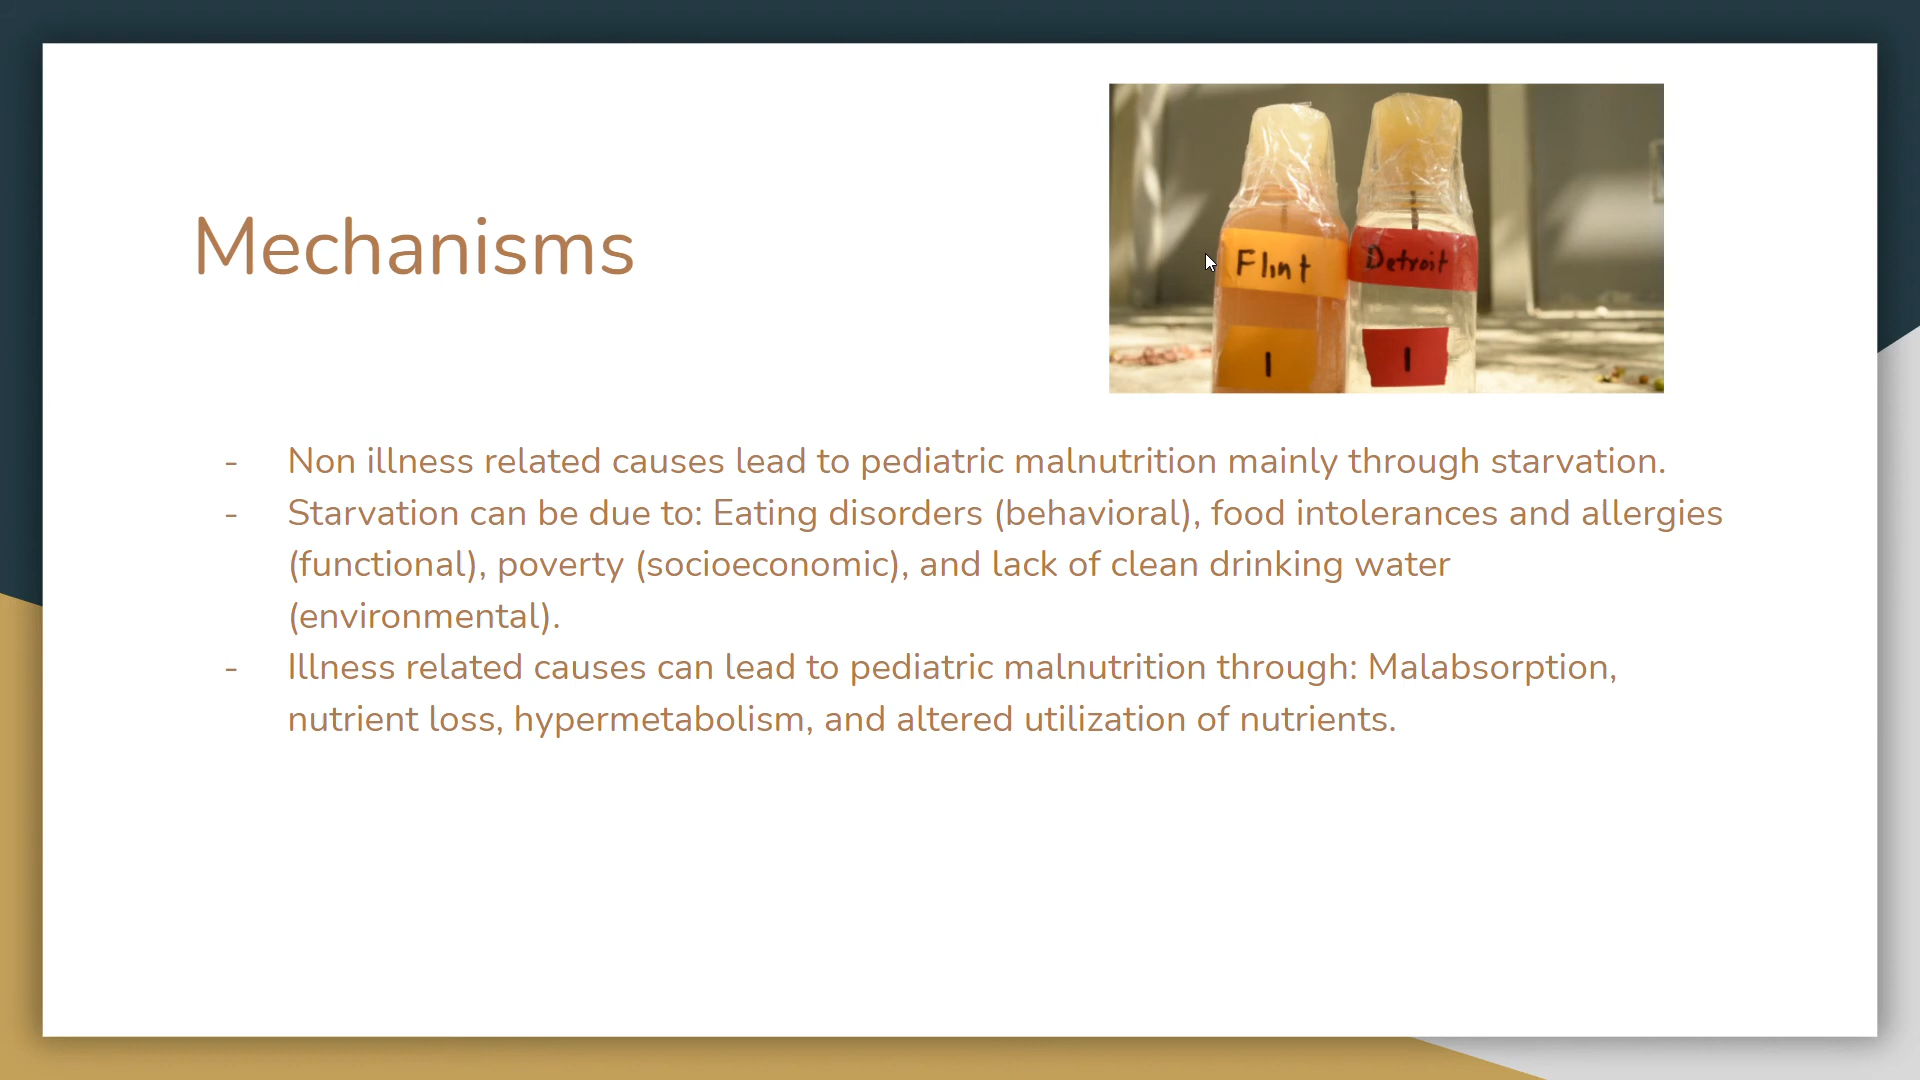 Mechanisms
Flint
Detroit
1
1
- Non illness related causes lead to pediatric malnutrition mainly through starvation.
- Starvation can be due to: Eating disorders (behavioral), food intolerances and allergies
(functional), poverty (socioeconomic), and lack of clean drinking water
(environmental).
- Illness related causes can lead to pediatric malnutrition through: Malabsorption,
nutrient loss, hypermetabolism, and altered utilization of nutrients.